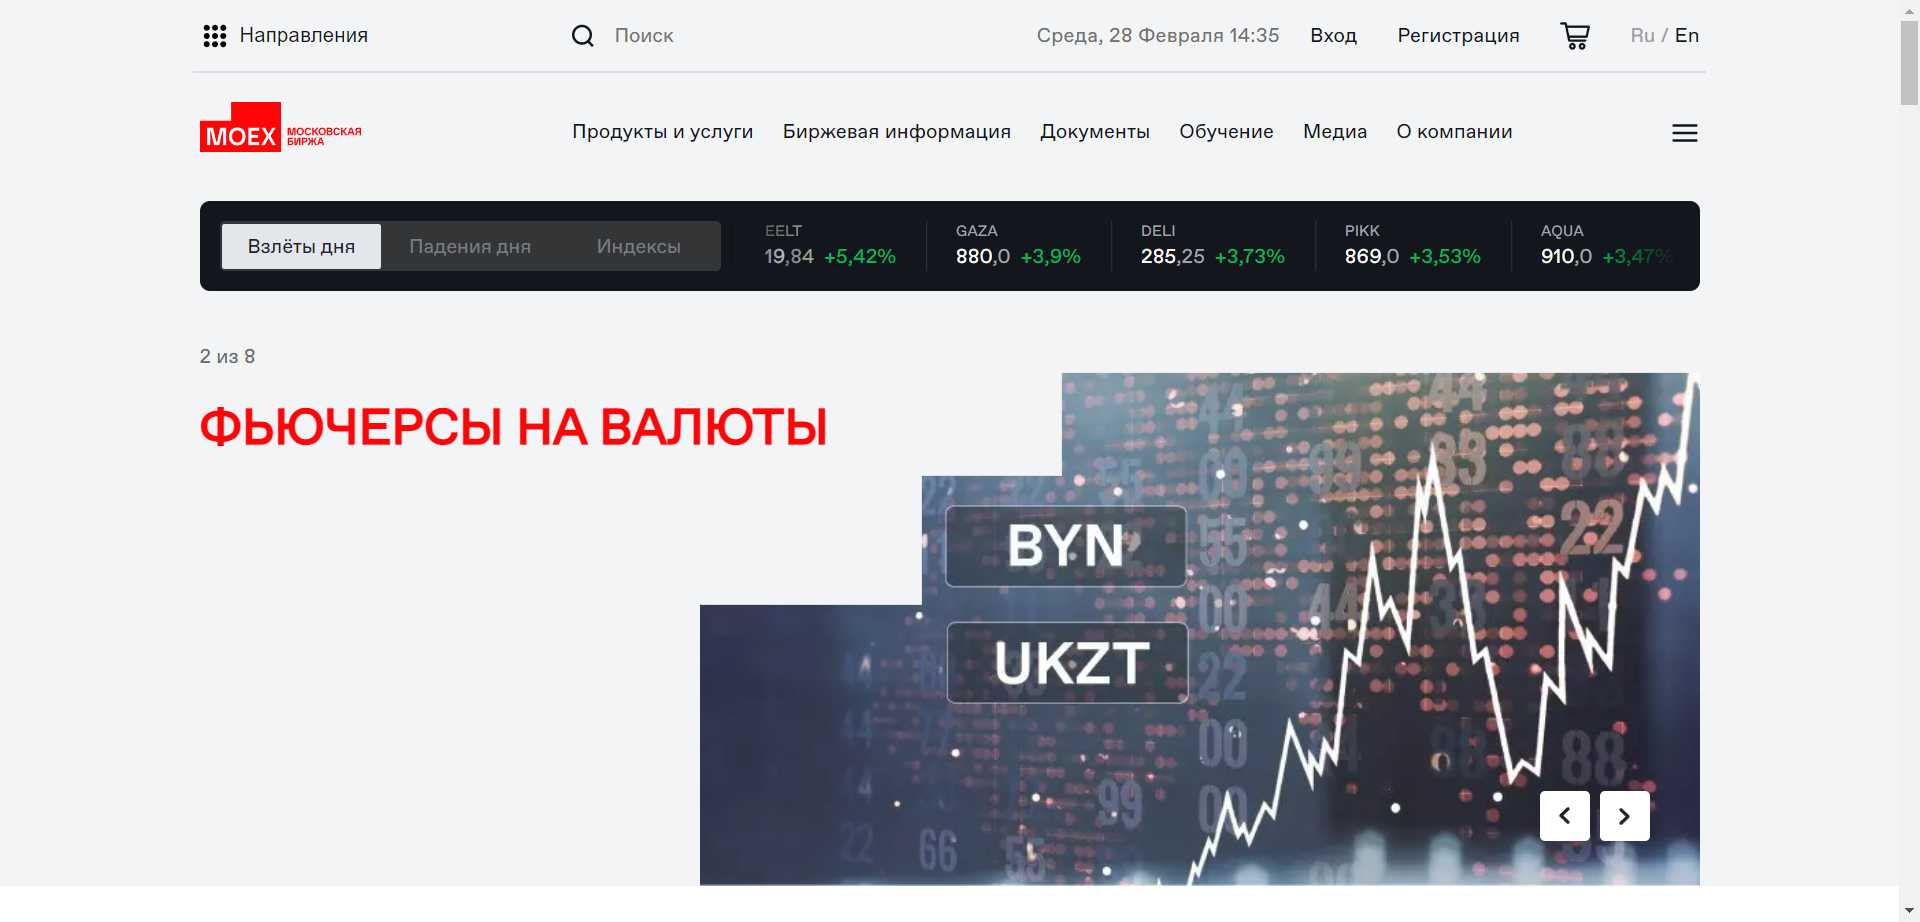 Направления
Поиск
Среда, 28 Февраля 14:35
Вход
Регистрация
Ru / En
MOEX
МОСКОВСКАЯ
БИРЖА
Продукты и услуги
Биржевая информация
Документы
Обучение
Медиа
О компании
Взлёты дня
Падения дня
Индексы
EELT
19,84 +5,42%
GAZA
880,0 +3,9%
DELI
285,25 +3,73%
PIKK
869,0 +3,53%
AQUA
910,0 +3,47%
2 из 8
ФЬЮЧЕРСЫ НА ВАЛЮТЫ
BYN
UKZT